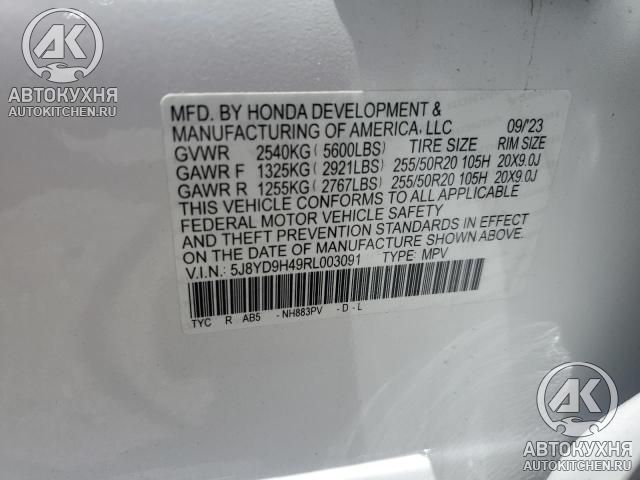 AK
АВТОКУХНЯ
AUTOKITCHEN.RU
MFD. BY HONDA DEVELOPMENT &
MANUFACTURING OF AMERICA, LLC 09/'23
GVWR 2540KG (5600LBS) TIRE SIZE RIM SIZE
GAWR F 1325KG (2921LBS) 255/50R20 105H 20X9.0J
GAWR R 1255KG (2767LBS) 255/50R20 105H 20X9.0J
THIS VEHICLE CONFORMS TO ALL APPLICABLE
FEDERAL MOTOR VEHICLE SAFETY
AND THEFT PREVENTION STANDARDS IN EFFECT
ON THE DATE OF MANUFACTURE SHOWN ABOVE.
V.I.N.: 5J8YD9H49RL003091 TYPE: MPV
TYC R AB5 -NH883PV -D-L
AK
АВТОКУХНЯ
AUTOKITCHEN.RU